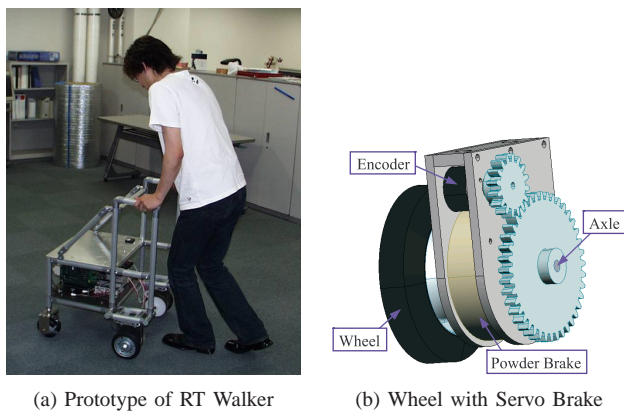 Encoder
Axle
Wheel
Powder Brake
(a) Prototype of RT Walker
(b) Wheel with Servo Brake